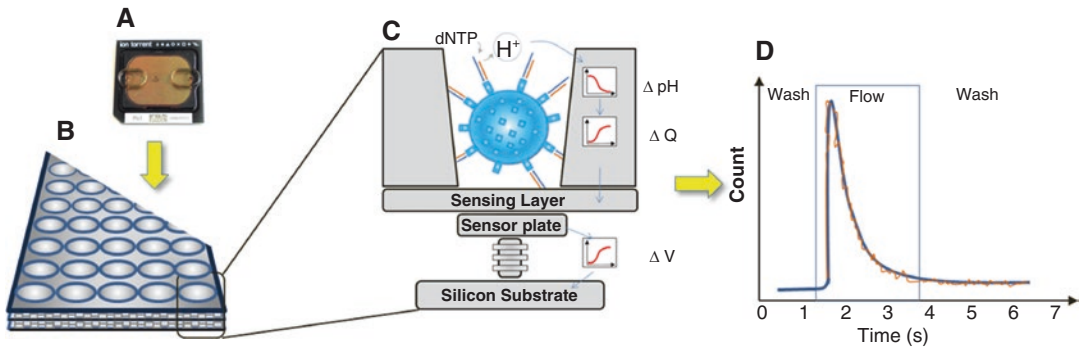 A
ion torrent
B
C
dNTP
H+
Δ pH
Δ Q
Sensing Layer
Sensor plate
Δ V
Silicon Substrate
D
Wash
Flow
Wash
Count
0 1 2 3 4 5 6 7
Time (s)